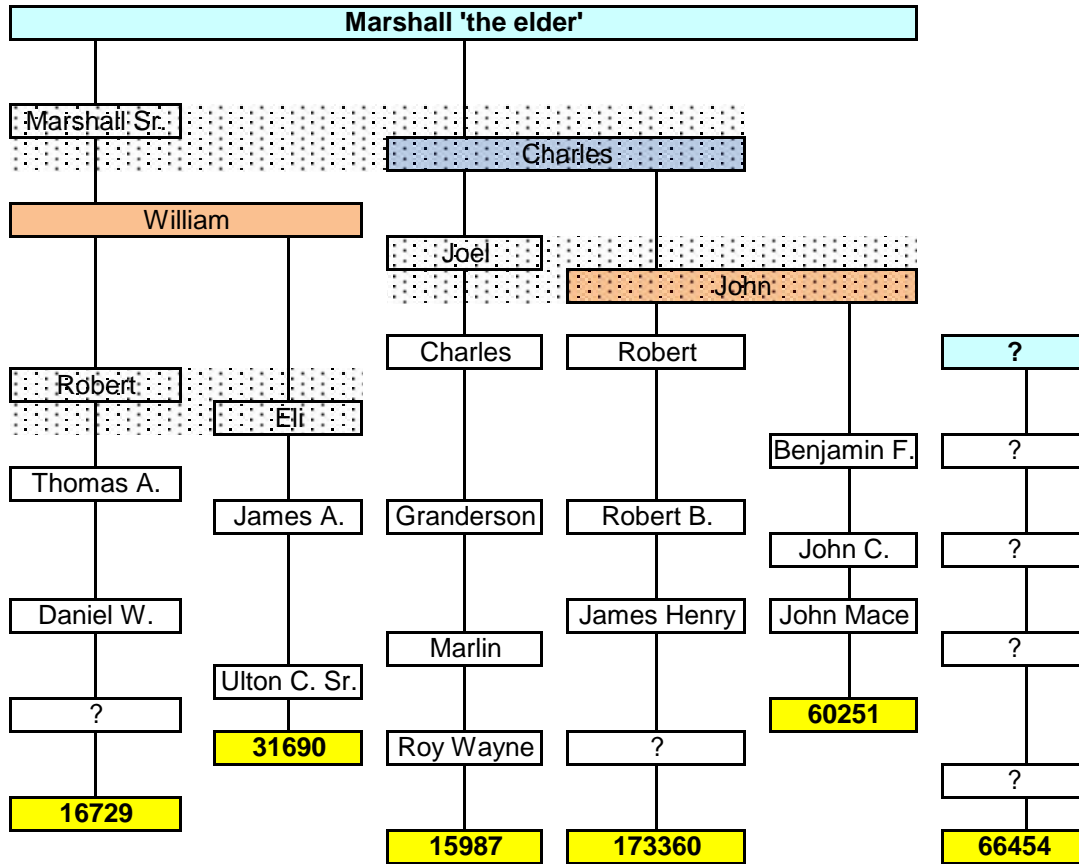 Marshall 'the elder'
Marshall Sr.
Charles
William
Joel
John
Charles
Robert
?
Robert
Eli
Benjamin F.
?
Thomas A.
James A.
Granderson
Robert B.
John C.
?
Daniel W.
James Henry
John Mace
Marlin
?
Ulton C. Sr.
?
60251
31690
Roy Wayne
?
?
16729
15987
173360
66454